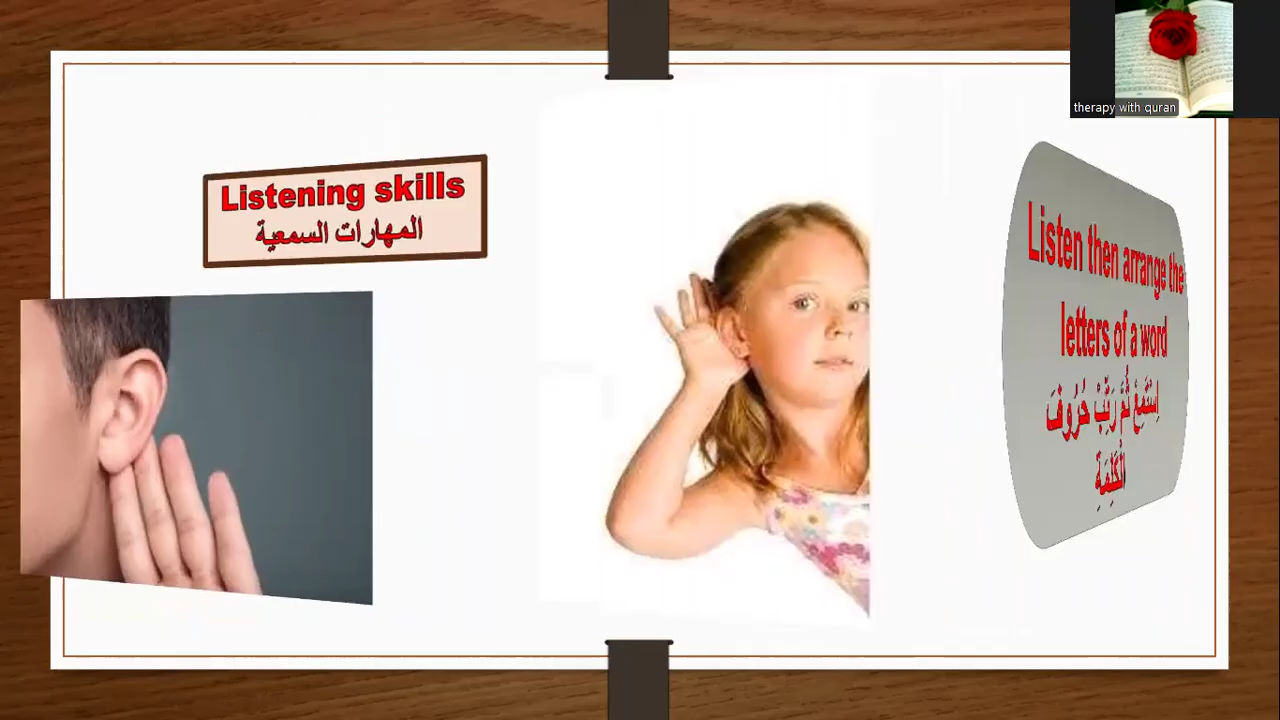 therapy with quran
Listening skills
المهارات السمعية
Listen then arrange the
letters of a word
اِسْتَمِعْ ثُمَّ رَتِّبْ حُرُوفَ
الْكَلِمَةِ